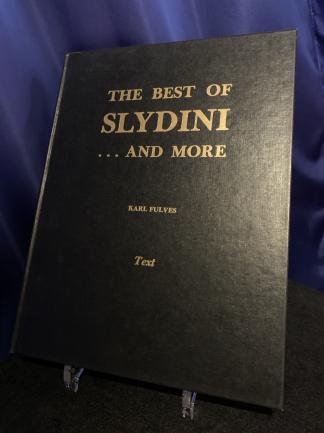 THE BEST OF
SLYDINI
...AND MORE
KARL FULVES
Text